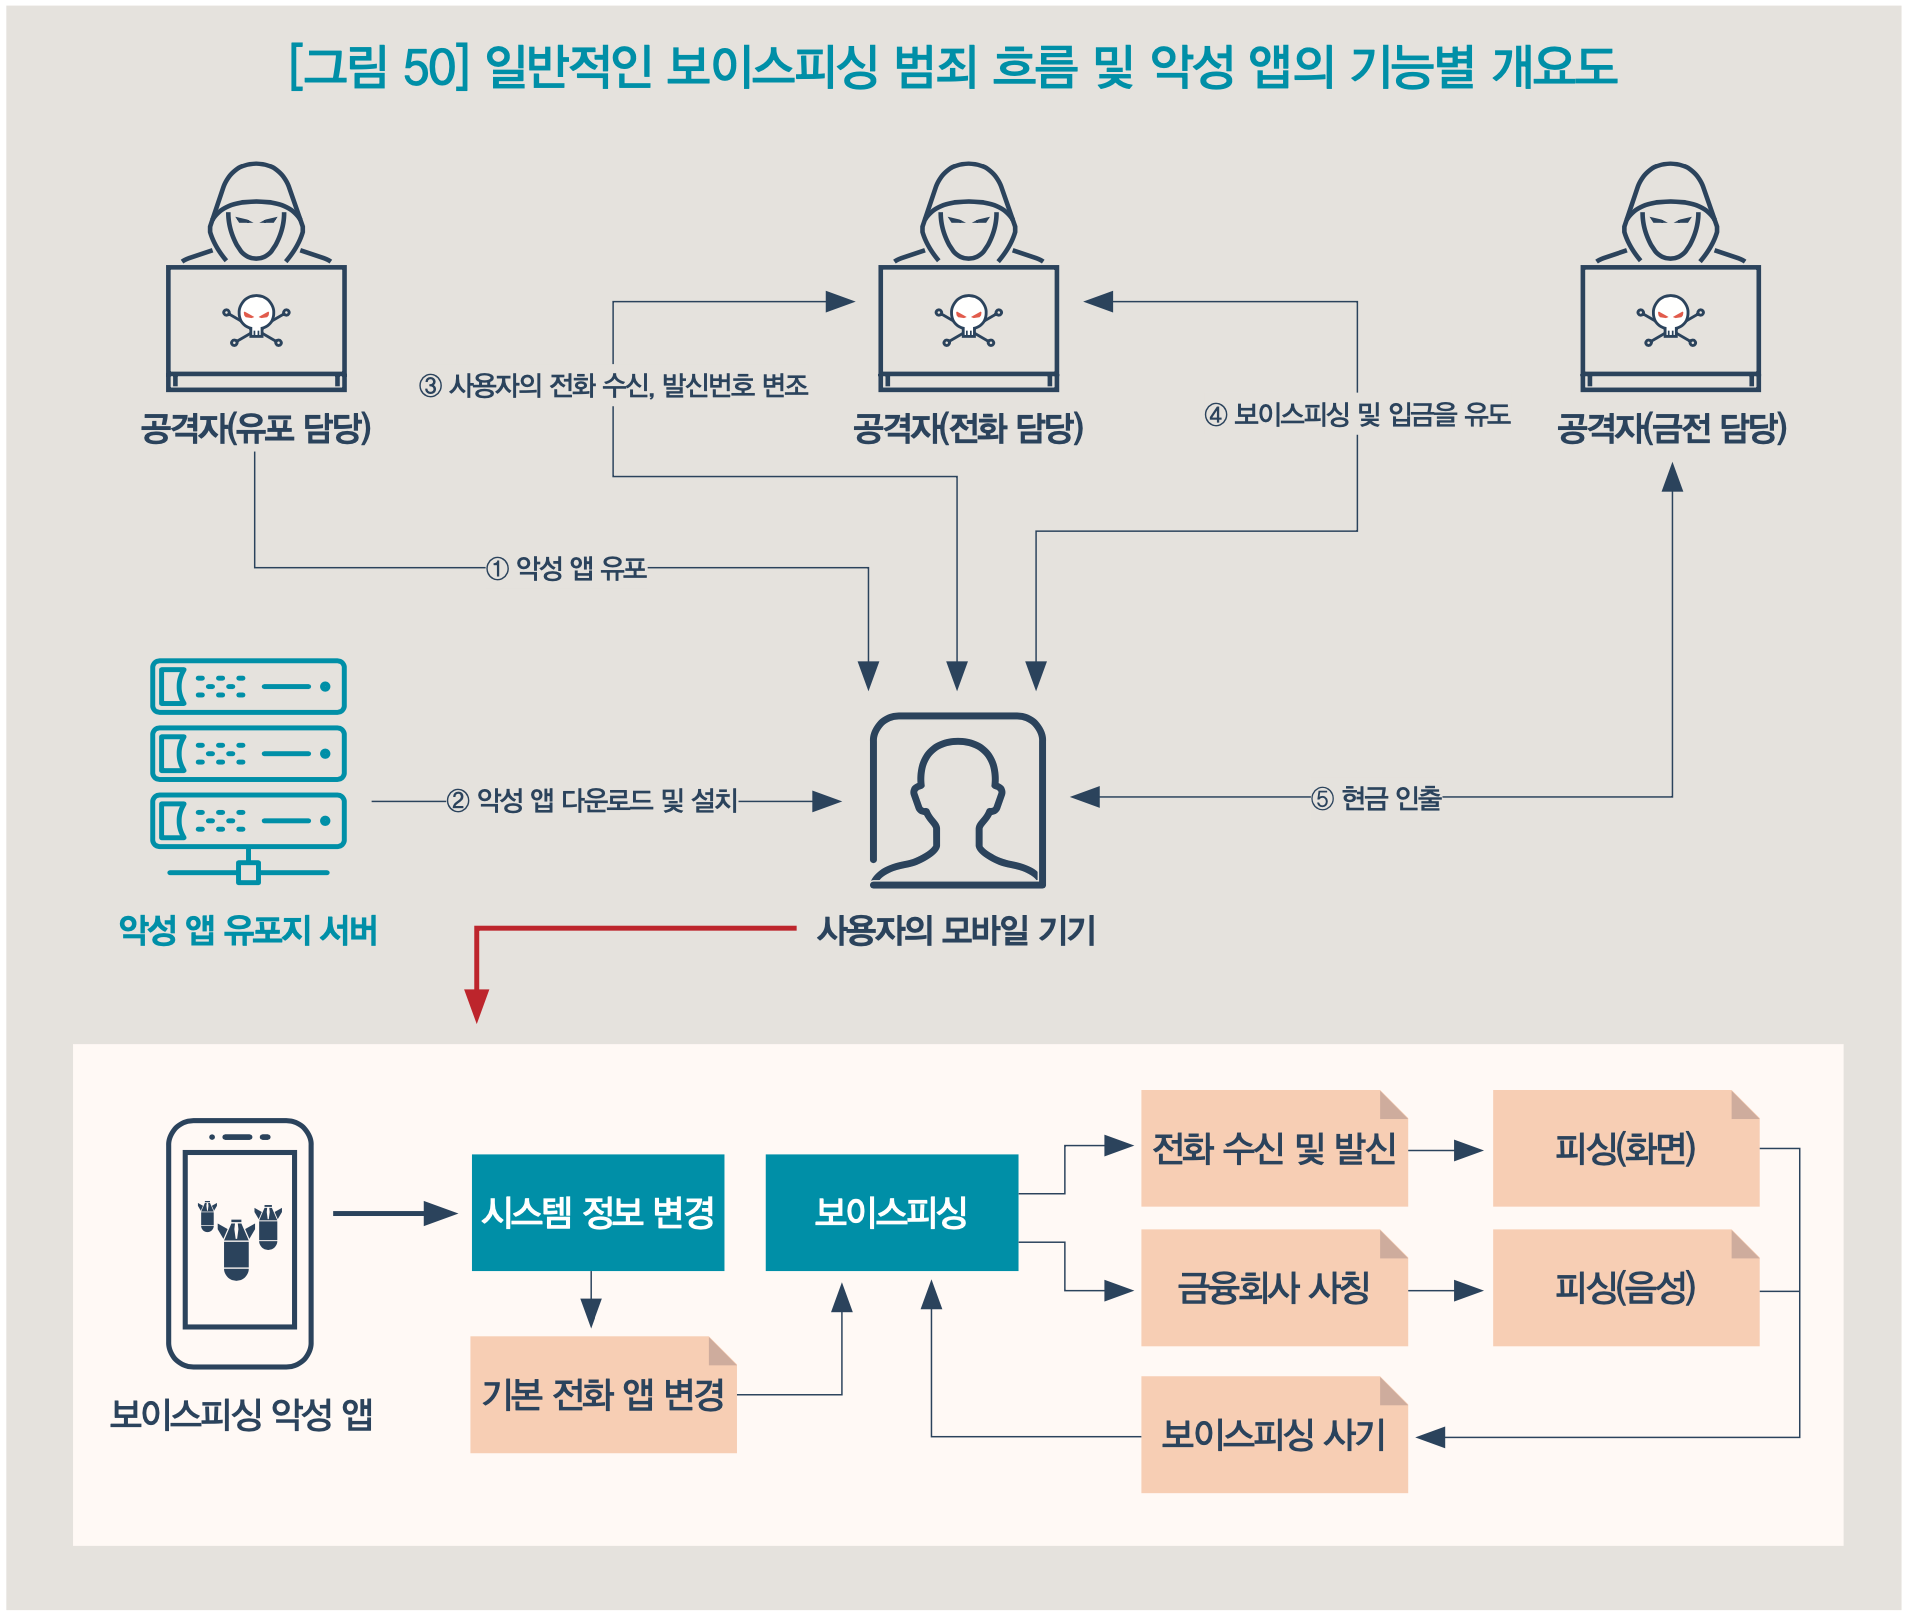 [그림 50] 일반적인 보이스피싱 범죄 흐름 및 악성 앱의 기능별 개요도
③ 사용자의 전화 수신, 발신번호 변조
④ 보이스피싱 및 입금을 유도
공격자(유포 담당)
공격자(전화 담당)
공격자(금전 담당)
① 악성 앱 유포
② 악성 앱 다운로드 및 설치
⑤ 현금 인출
악성 앱 유포지 서버
사용자의 모바일 기기
전화 수신 및 발신
피싱(화면)
시스템 정보 변경
보이스피싱
금융회사 사칭
피싱(음성)
기본 전화 앱 변경
보이스피싱 악성 앱
보이스피싱 사기